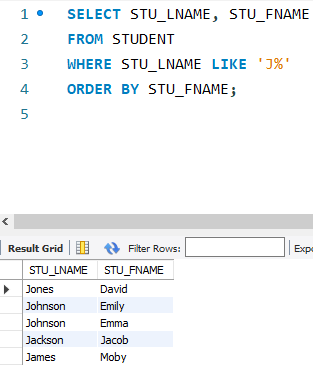 1 SELECT STU_LNAME, STU_FNAME
2 FROM STUDENT
3 WHERE STU_LNAME LIKE 'J%'
4 ORDER BY STU_FNAME;
5
Result Grid Filter Rows: Expo
STU_LNAME STU_FNAME
Jones David
Johnson Emily
Johnson Emma
Jackson Jacob
James Moby